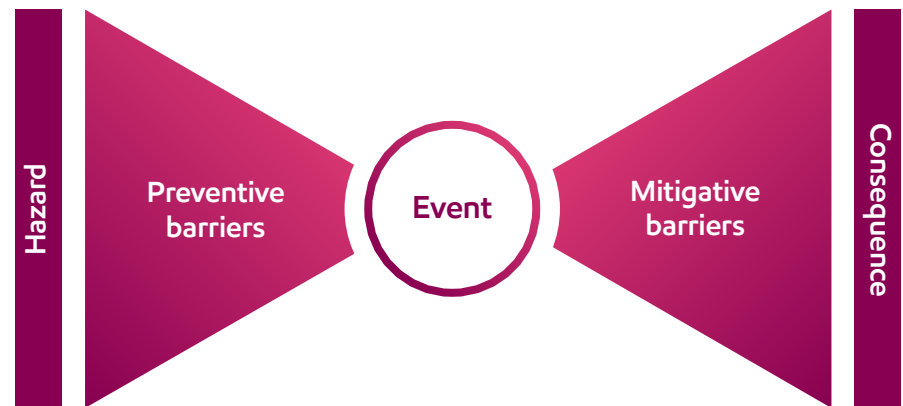 Hazard
Preventive
barriers
Event
Mitigative
barriers
Consequence